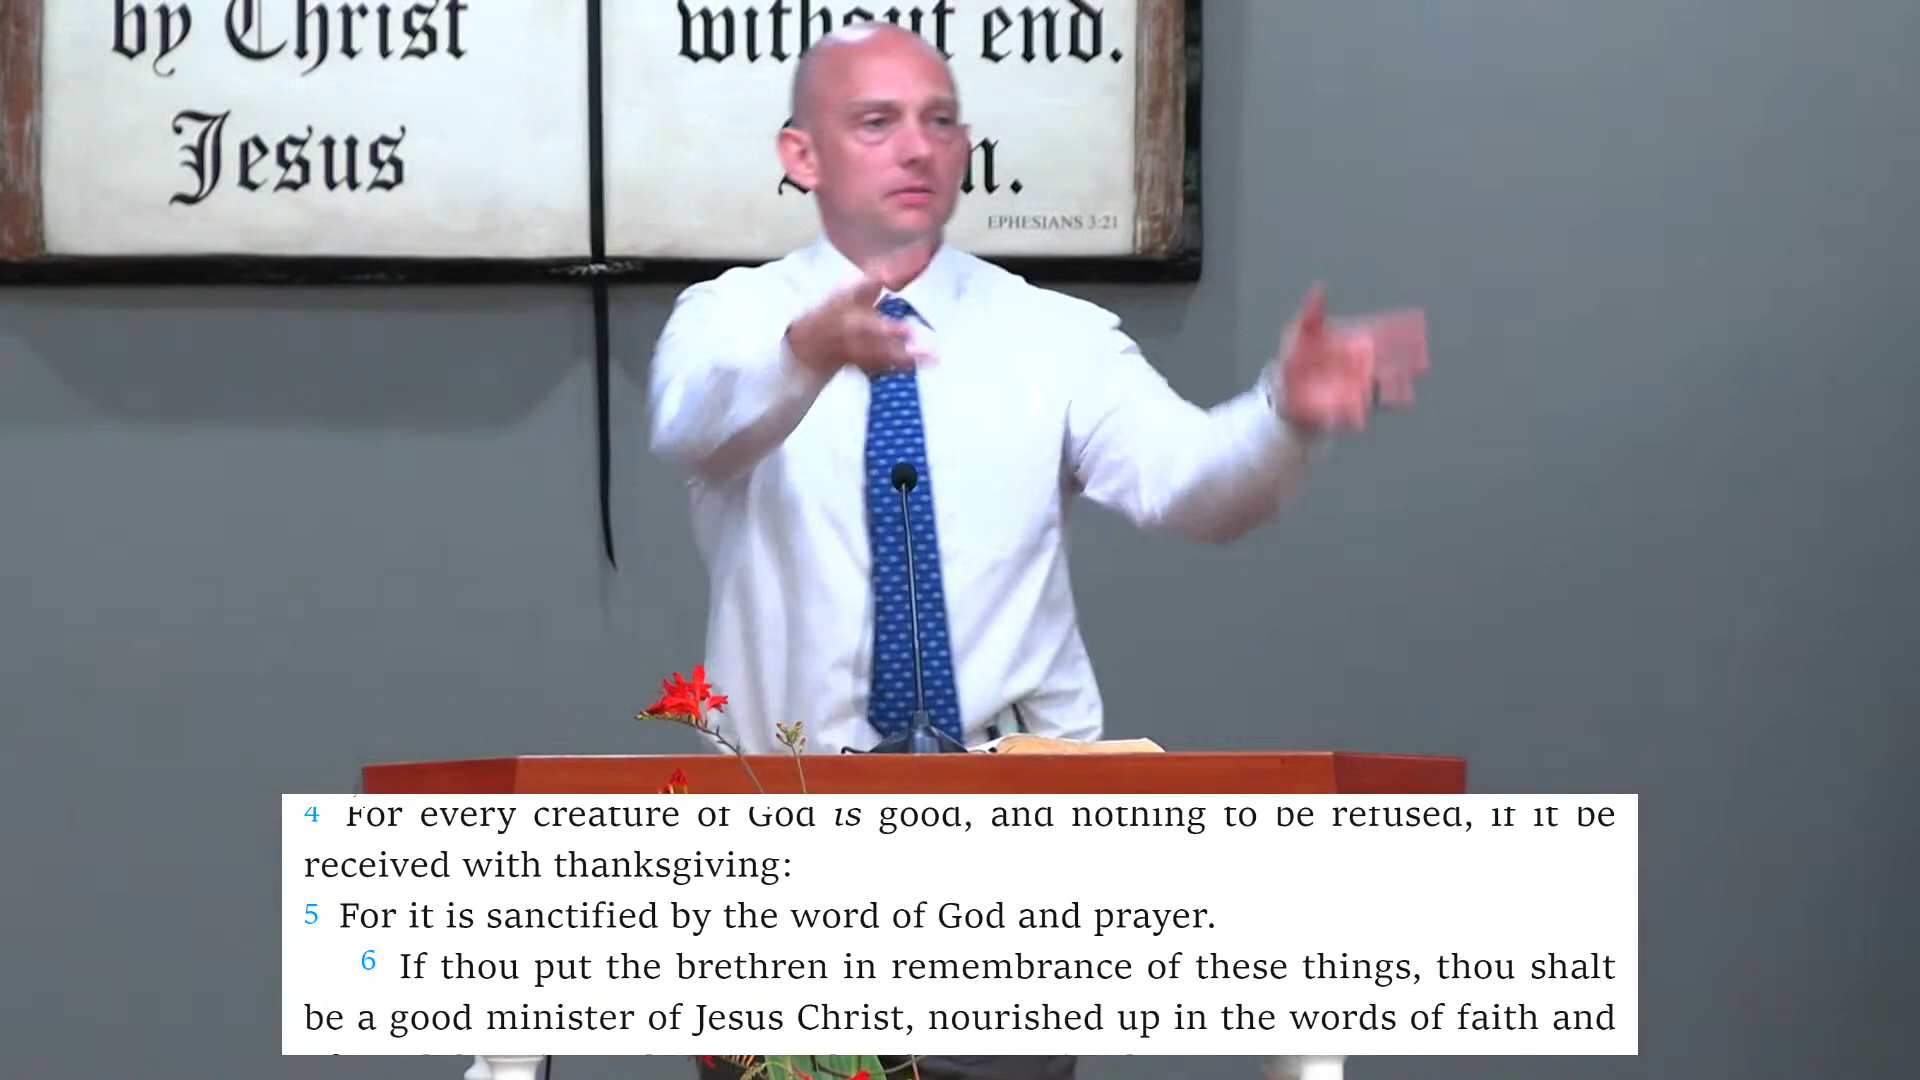 by Christ
Jesus
without end.
n.
EPHESIANS 3:21
4 For every creature of God is good, and nothing to be refused, if it be
received with thanksgiving:
5 For it is sanctified by the word of God and prayer.
6 If thou put the brethren in remembrance of these things, thou shalt
be a good minister of Jesus Christ, nourished up in the words of faith and